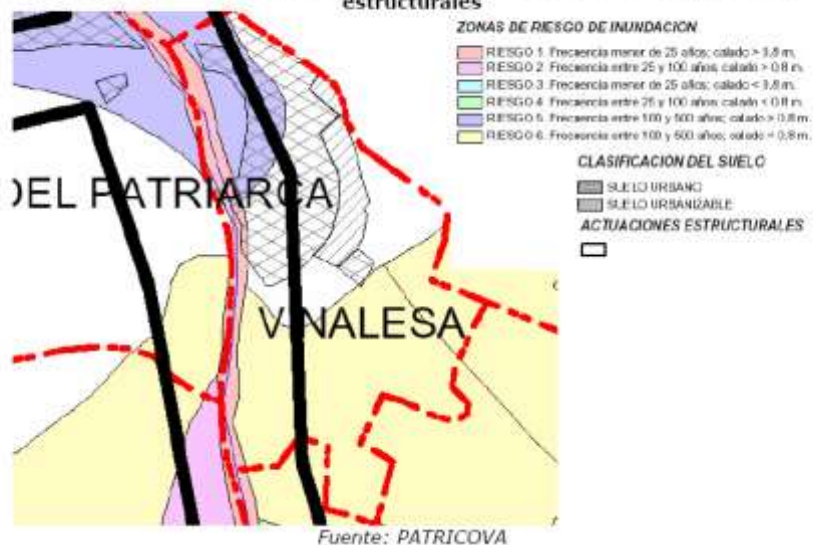 estructurales
ZONAS DE RIESGO DE INUNDACION
RIESGO 1. Frecuencia menor de 25 años; calado > 0,8 m.
RIESGO 2. Frecuencia entre 25 y 100 años; calado > 0,8 m.
RIESGO 3. Frecuencia menor de 25 años; calado < 0,8 m.
RIESGO 4. Frecuencia entre 25 y 100 años; calado < 0,8 m.
RIESGO 5. Frecuencia entre 100 y 500 años; calado > 0,8 m.
RIESGO 6. Frecuencia entre 100 y 500 años; calado < 0,8 m.
CLASIFICACION DEL SUELO
SUELO URBANO
SUELO URBANIZABLE
ACTUACIONES ESTRUCTURALES
DEL PATRIARCA
VINALESA
Fuente: PATRICOVA